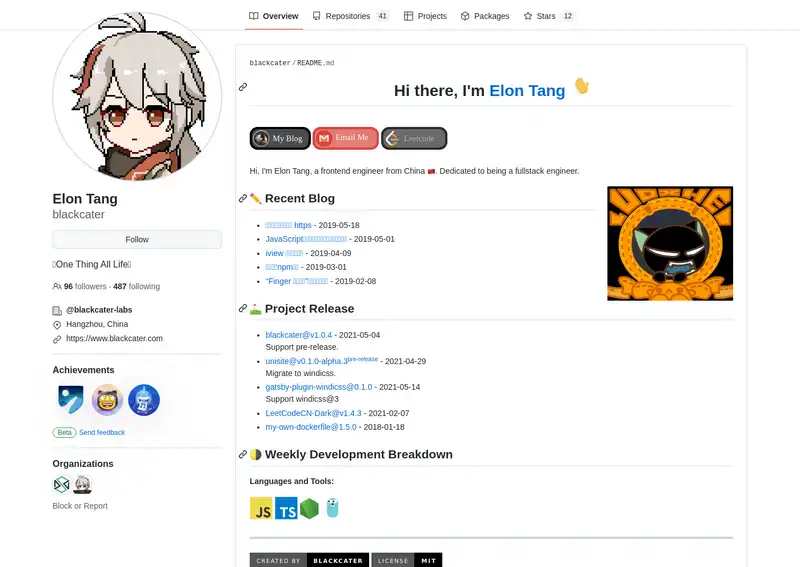 Overview
Repositories 41
Projects
Packages
Stars 12
Elon Tang
blackcater
Follow
One Thing All Life
96 followers · 487 following
@blackcater-labs
Hangzhou, China
https://www.blackcater.com
Achievements
Beta Send feedback
Organizations
Block or Report
blackcater/README.md
Hi there, I'm Elon Tang 👋
My Blog
Email Me
Leetcode
Hi, I'm Elon Tang, a frontend engineer from China 🇨🇳. Dedicated to being a fullstack engineer.
✏️ Recent Blog
https - 2019-05-18
JavaScript - 2019-05-01
iview - 2019-04-09
npm - 2019-03-01
"Finger " - 2019-02-08
⛳ Project Release
blackcater@v1.0.4 - 2021-05-04
Support pre-release.
unisite@v0.1.0-alpha.3 pre-release - 2021-04-29
Migrate to windicss.
gatsby-plugin-windicss@0.1.0 - 2021-05-14
Support windicss@3
LeetCodeCN-Dark@v1.4.3 - 2021-02-07
my-own-dockerfile@1.5.0 - 2018-01-18
🌗 Weekly Development Breakdown
Languages and Tools:
JS
TS
CREATED BY BLACKCATER
LICENSE MIT